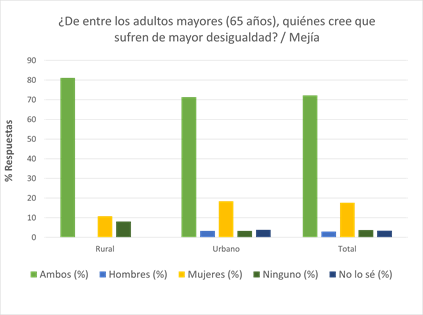 ¿De entre los adultos mayores (65 años), quiénes cree que
sufren de mayor desigualdad? / Mejía
% Respuestas
90
80
70
60
50
40
30
20
10
0
Rural Urbano Total
Ambos (%) Hombres (%) Mujeres (%) Ninguno (%) No lo sé (%)